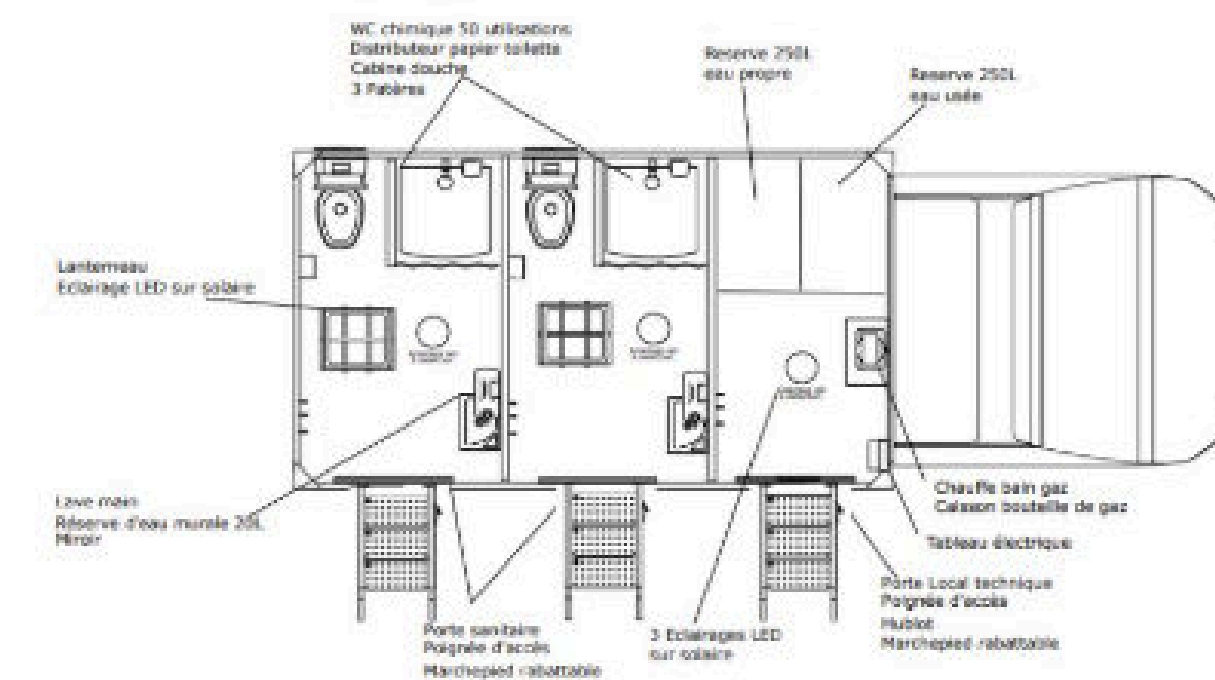 WC chimique 50 utilisations
Distributeur papier toilette
Cabine douche
3 Patères
Reserve 250L
eau propre
Reserve 250L
eau usée
Lanterneau
Eclairage LED sur solaire
Lave main
Réserve d'eau murale 20L
Miroir
Chauffe bain gaz
Caisson bouteille de gaz
Tableau électrique
Porte Local technique
Poignée d'accès
Hublot
Marchepied rabattable
Porte sanitaire
Poignée d'accès
Marchepied rabattable
3 Eclairages LED
sur solaire